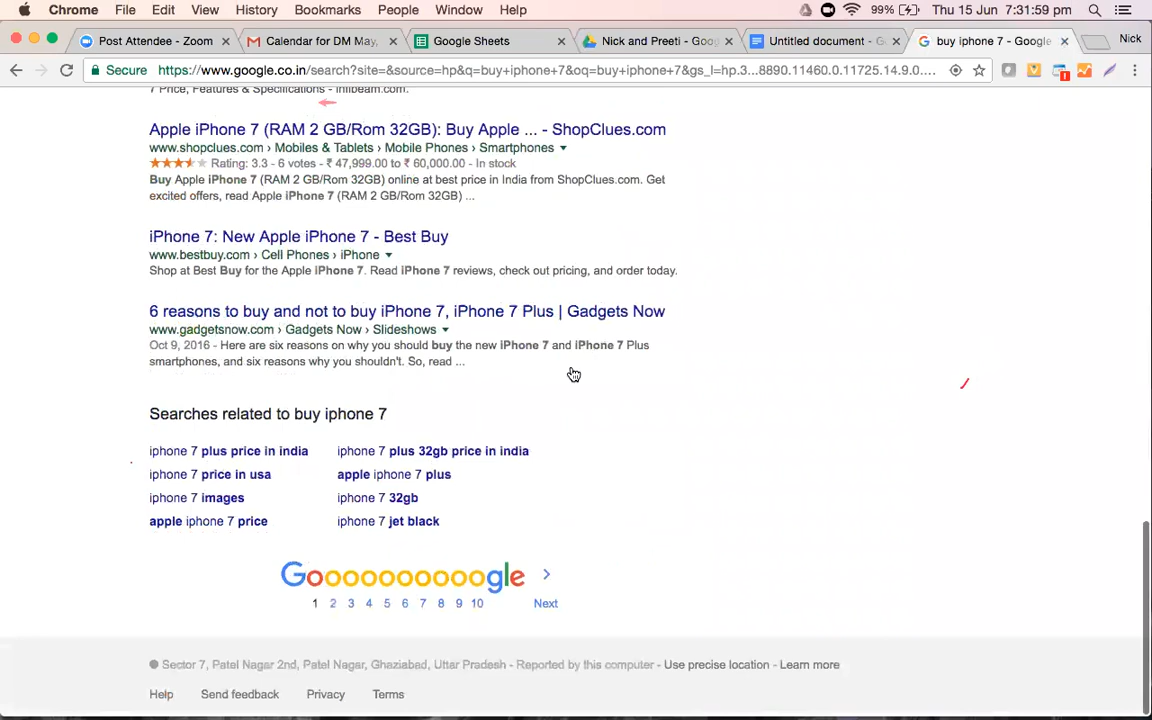 Chrome File Edit View History Bookmarks People Window Help 99% Thu 15 Jun 7:31:59 pm
Post Attendee - Zoom Calendar for DM May, Google Sheets Nick and Preeti - Goog Untitled document - G buy iphone 7 - Google Nick
Secure https://www.google.co.in/search?site=&source=hp&q=buy+iphone+7&oq=buy+iphone+7&gs_l=hp.3...8890.11460.0.11725.14.9.0....
7 Price, Features & Specifications - Infibeam.com.
Apple iPhone 7 (RAM 2 GB/Rom 32GB): Buy Apple ... - ShopClues.com
www.shopclues.com › Mobiles & Tablets › Mobile Phones › Smartphones
Rating: 3.3 - 6 votes - ₹ 47,999.00 to ₹ 60,000.00 - In stock
Buy Apple iPhone 7 (RAM 2 GB/Rom 32GB) online at best price in India from ShopClues.com. Get
excited offers, read Apple iPhone 7 (RAM 2 GB/Rom 32GB) ...
iPhone 7: New Apple iPhone 7 - Best Buy
www.bestbuy.com › Cell Phones › iPhone
Shop at Best Buy for the Apple iPhone 7. Read iPhone 7 reviews, check out pricing, and order today.
6 reasons to buy and not to buy iPhone 7, iPhone 7 Plus | Gadgets Now
www.gadgetsnow.com › Gadgets Now › Slideshows
Oct 9, 2016 - Here are six reasons on why you should buy the new iPhone 7 and iPhone 7 Plus
smartphones, and six reasons why you shouldn't. So, read ...
Searches related to buy iphone 7
iphone 7 plus price in india iphone 7 plus 32gb price in india
iphone 7 price in usa apple iphone 7 plus
iphone 7 images iphone 7 32gb
apple iphone 7 price iphone 7 jet black
Goooooooooogle
1 2 3 4 5 6 7 8 9 10 Next
Sector 7, Patel Nagar 2nd, Patel Nagar, Ghaziabad, Uttar Pradesh - Reported by this computer - Use precise location - Learn more
Help Send feedback Privacy Terms